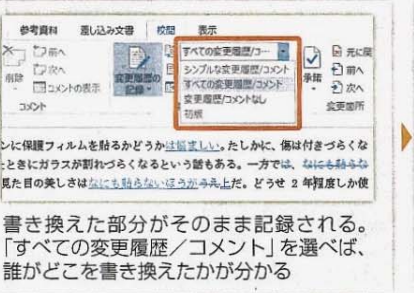 参考資料 差し込み文書 校閲 表示
前へ
次へ
削除 コメントの表示
コメント
変更履歴の
記録
すべての変更履歴/コ…
シンプルな変更履歴/コメント
すべての変更履歴/コメント
変更履歴/コメントなし
初版
承諾
元に戻
前へ
次へ
変更箇所
ンに保護フィルムを貼るかどうかは悩ましい。たしかに、傷は付きづらくな
ときにガラスが割れづらくなるという話もある。一方では、なにも貼らな
見た目の美しさはなにも貼らないほうが上だ。どうせ 2 年程度しか使
書き換えた部分がそのまま記録される。
「すべての変更履歴／コメント」を選べば、
誰がどこを書き換えたかが分かる